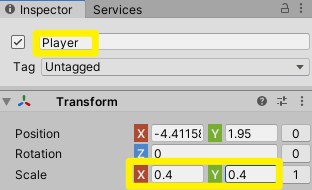 Inspector Services
Player
Tag Untagged
Transform
Position X -4.41158 Y 1.95 0
Rotation Z 0 0
Scale X 0.4 Y 0.4 1